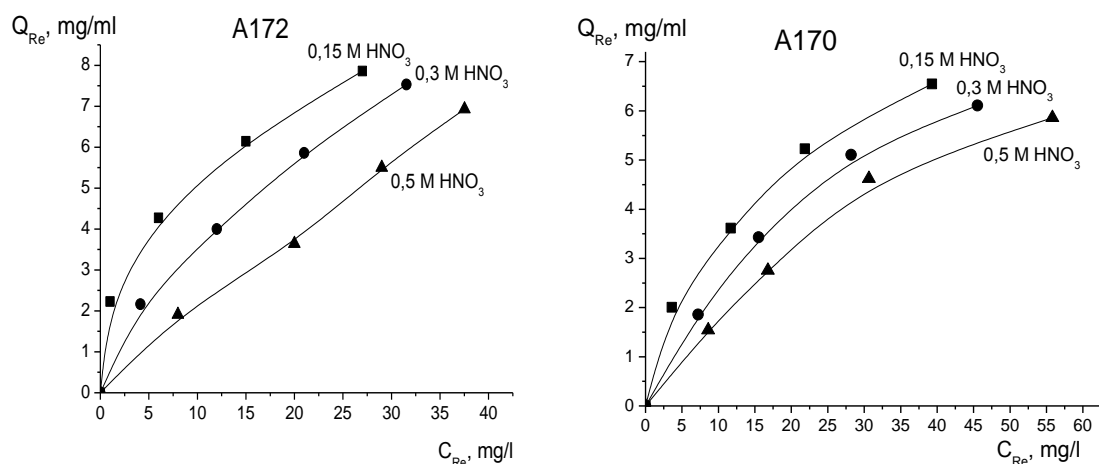 Q_Re, mg/ml
A172
0,15 M HNO₃
0,3 M HNO₃
0,5 M HNO₃
9
8
7
6
5
4
3
2
1
0
0 5 10 15 20 25 30 35 40
C_Re, mg/l
Q_Re, mg/ml
A170
0,15 M HNO₃
0,3 M HNO₃
0,5 M HNO₃
7
6
5
4
3
2
1
0
0 5 10 15 20 25 30 35 40 45 50 55 60
C_Re, mg/l